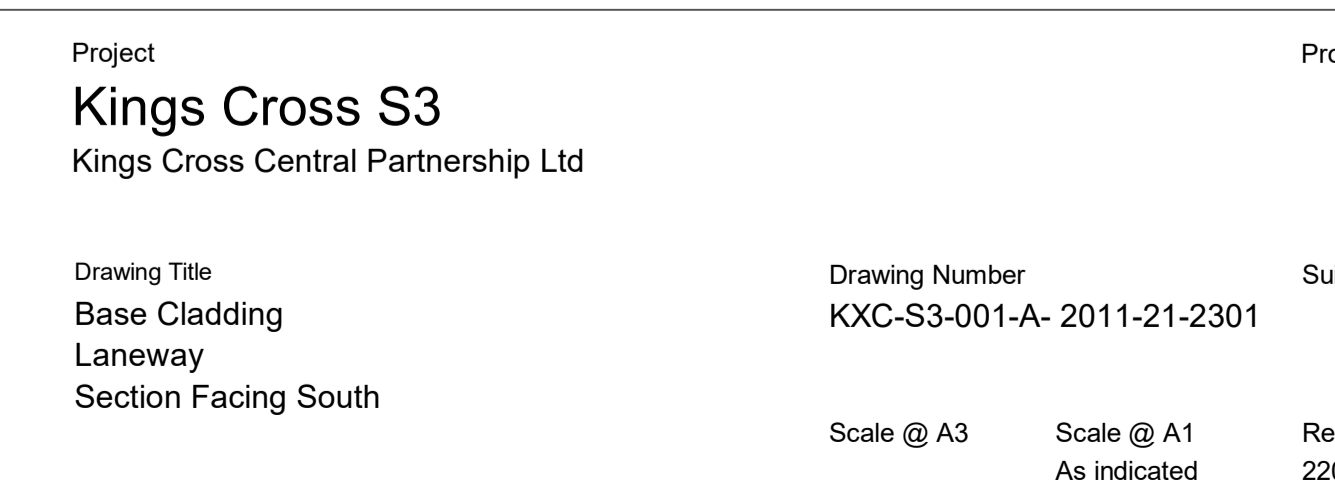 Project
Kings Cross S3
Kings Cross Central Partnership Ltd
Drawing Title
Base Cladding
Laneway
Section Facing South
Drawing Number
KXC-S3-001-A- 2011-21-2301
Scale @ A3
Scale @ A1
As indicated